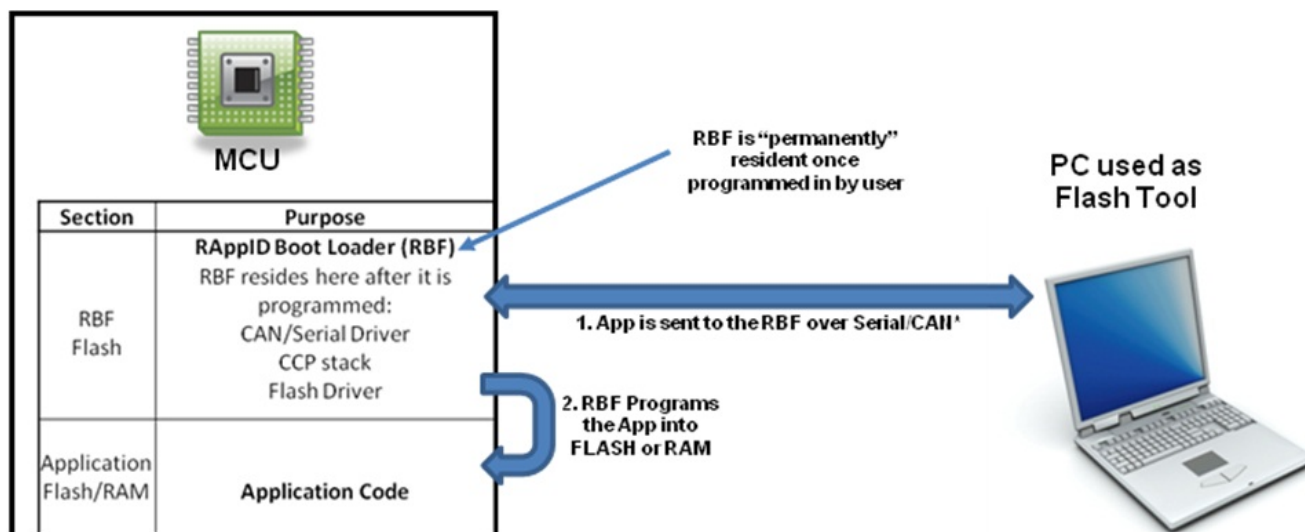 MCU
Section
Purpose
RBF
Flash
RAppID Boot Loader (RBF)
RBF resides here after it is
programmed:
CAN/Serial Driver
CCP stack
Flash Driver
Application
Flash/RAM
Application Code
RBF is “permanently”
resident once
programmed in by user
1. App is sent to the RBF over Serial/CAN*
2. RBF Programs
the App into
FLASH or RAM
PC used as
Flash Tool